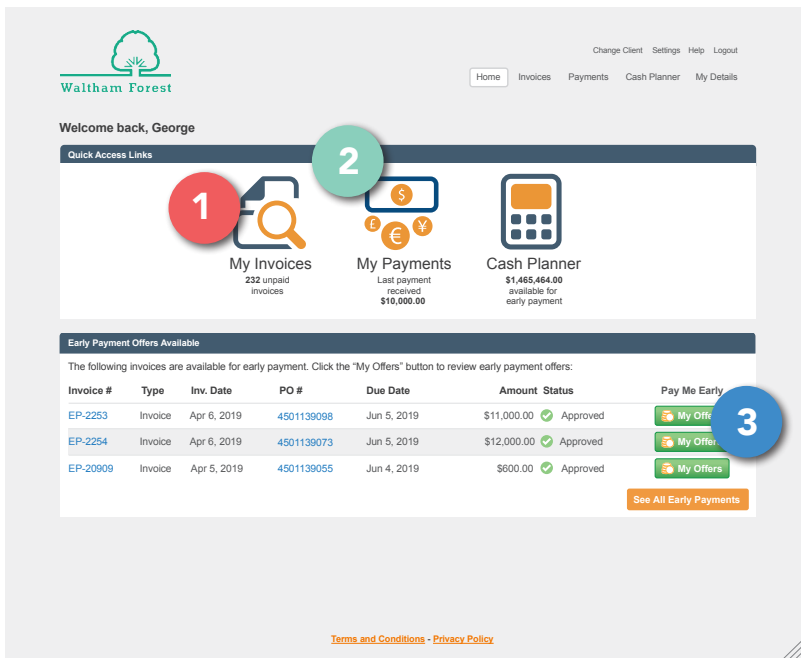 Change Client Settings Help Logout
Waltham Forest
Home Invoices Payments Cash Planner My Details
Welcome back, George
Quick Access Links
1
2
$
£ € ¥
My Invoices My Payments Cash Planner
232 unpaid invoices
Last payment received $10,000.00
$1,465,464.00 available for early payment
Early Payment Offers Available
The following invoices are available for early payment. Click the “My Offers” button to review early payment offers:
Invoice # Type Inv. Date PO # Due Date Amount Status Pay Me Early
EP-2253 Invoice Apr 6, 2019 4501139098 Jun 5, 2019 $11,000.00 Approved My Offe
3
EP-2254 Invoice Apr 6, 2019 4501139073 Jun 5, 2019 $12,000.00 Approved My Offer
EP-20909 Invoice Apr 5, 2019 4501139055 Jun 4, 2019 $600.00 Approved My Offers
See All Early Payments
Terms and Conditions - Privacy Policy